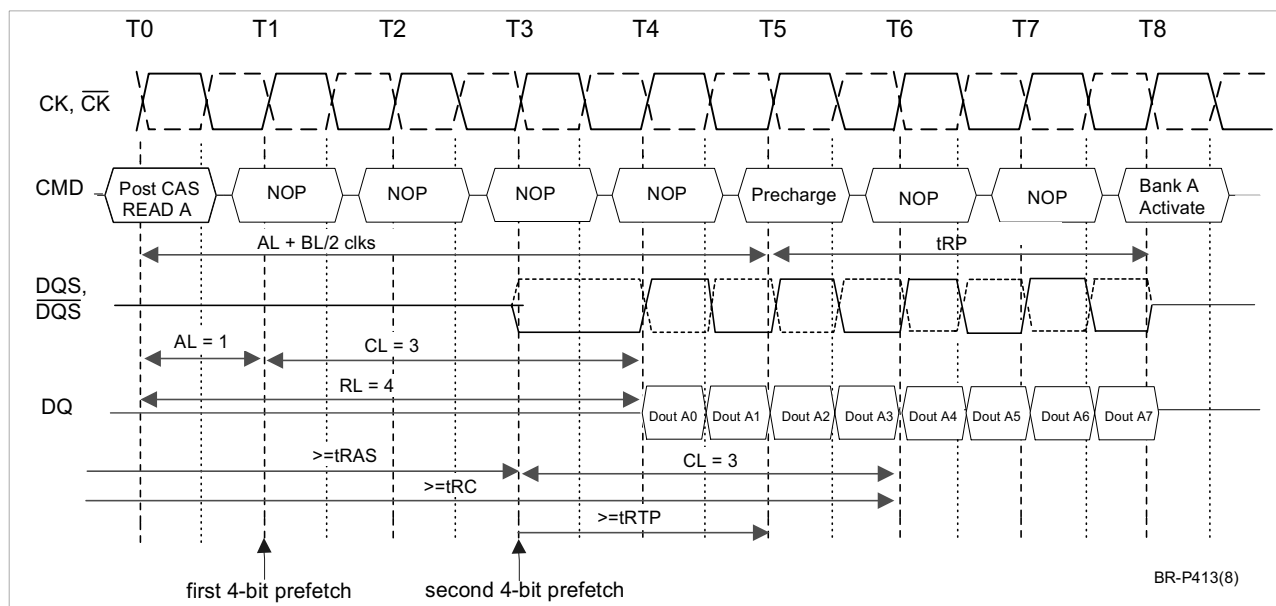 T0 T1 T2 T3 T4 T5 T6 T7 T8
CK, CK
CMD
Post CAS
READ A
NOP NOP NOP NOP Precharge NOP NOP
Bank A
Activate
AL + BL/2 clks
tRP
DQS,
DQS
AL = 1
CL = 3
RL = 4
DQ
Dout A0 Dout A1 Dout A2 Dout A3 Dout A4 Dout A5 Dout A6 Dout A7
>=tRAS
CL = 3
>=tRC
>=tRTP
first 4-bit prefetch
second 4-bit prefetch
BR-P413(8)